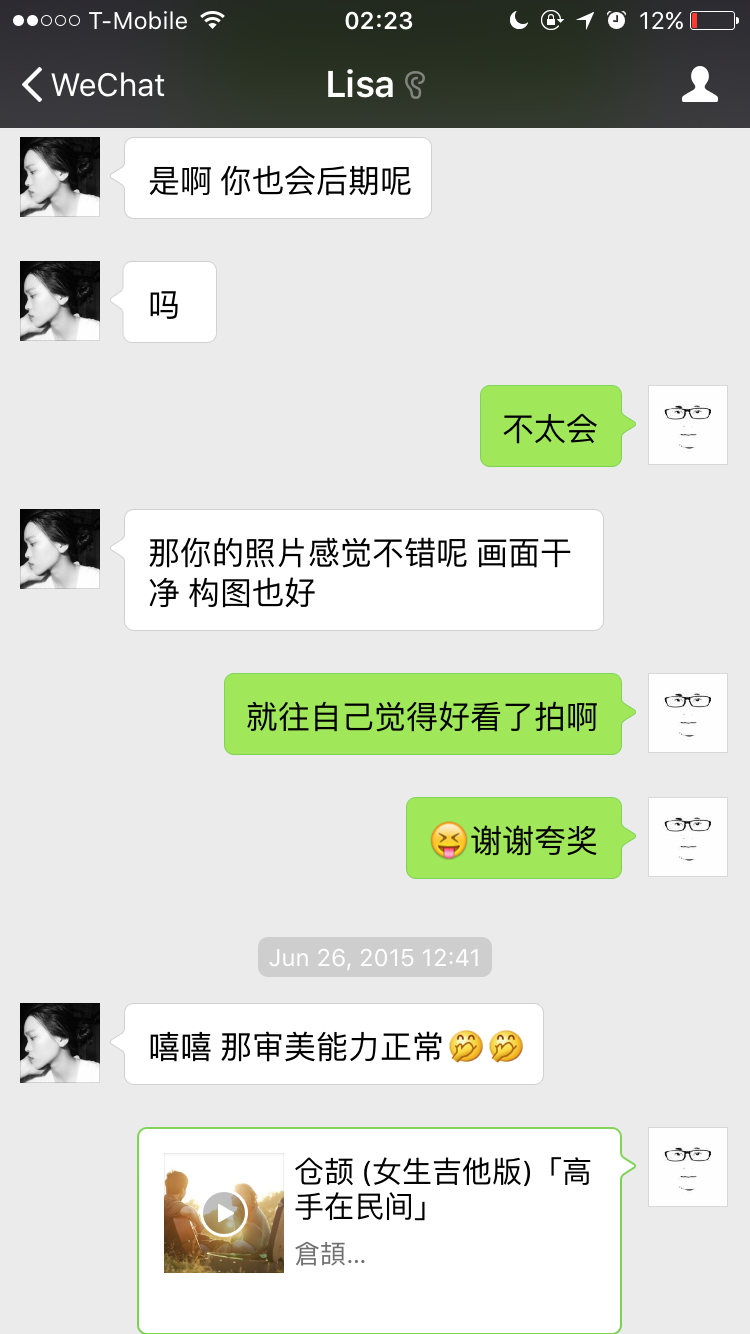 T-Mobile 02:23 12%
WeChat Lisa
是啊 你也会后期呢
吗
不太会
那你的照片感觉不错呢 画面干
净 构图也好
就往自己觉得好看了拍啊
😝谢谢夸奖
Jun 26, 2015 12:41
嘻嘻 那审美能力正常🤭🤭
仓颉 (女生吉他版)「高
手在民间」
倉頡...